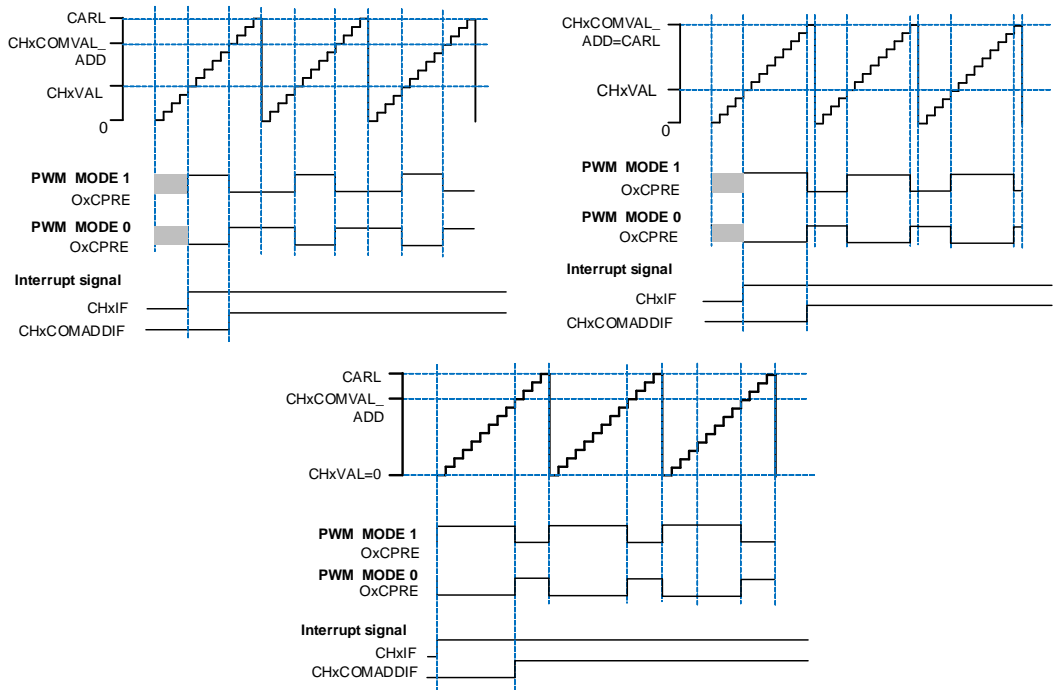 CARL
CHxCOMVAL_
ADD
CHxVAL
0
PWM MODE 1
OxCPRE
PWM MODE 0
OxCPRE
Interrupt signal
CHxIF
CHxCOMADDIF
CHxCOMVAL_
ADD=CARL
CHxVAL
0
PWM MODE 1
OxCPRE
PWM MODE 0
OxCPRE
Interrupt signal
CHxIF
CHxCOMADDIF
CARL
CHxCOMVAL_
ADD
CHxVAL=0
PWM MODE 1
OxCPRE
PWM MODE 0
OxCPRE
Interrupt signal
CHxIF
CHxCOMADDIF